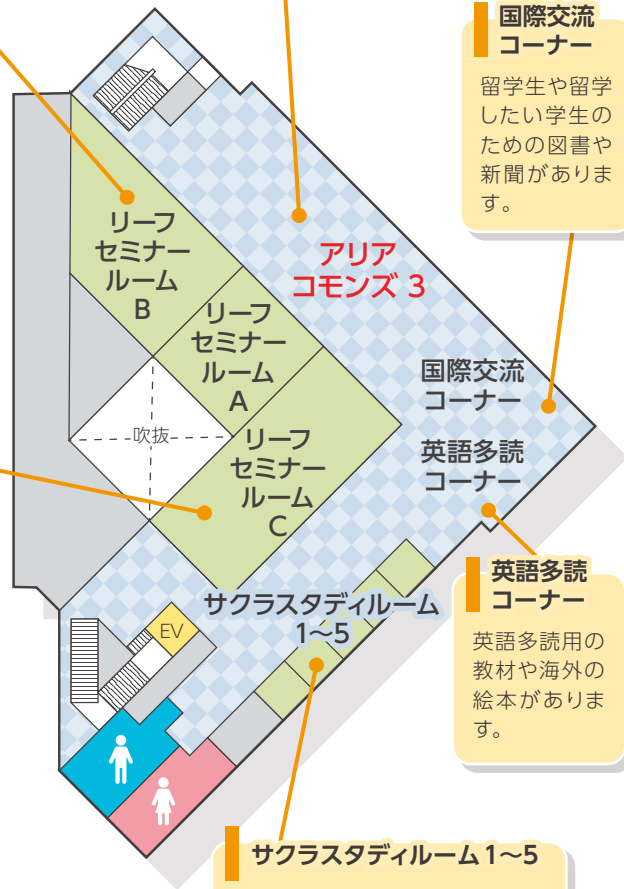 国際交流
コーナー
留学生や留学
したい学生の
ための図書や
新聞がありま
す。
リーフ
セミナー
ルーム
B
アリア
コモンズ 3
リーフ
セミナー
ルーム
A
国際交流
コーナー
吹抜
リーフ
セミナー
ルーム
C
英語多読
コーナー
英語多読
コーナー
英語多読用の
教材や海外の
絵本がありま
す。
サクラスタディルーム
1〜5
EV
サクラスタディルーム 1〜5